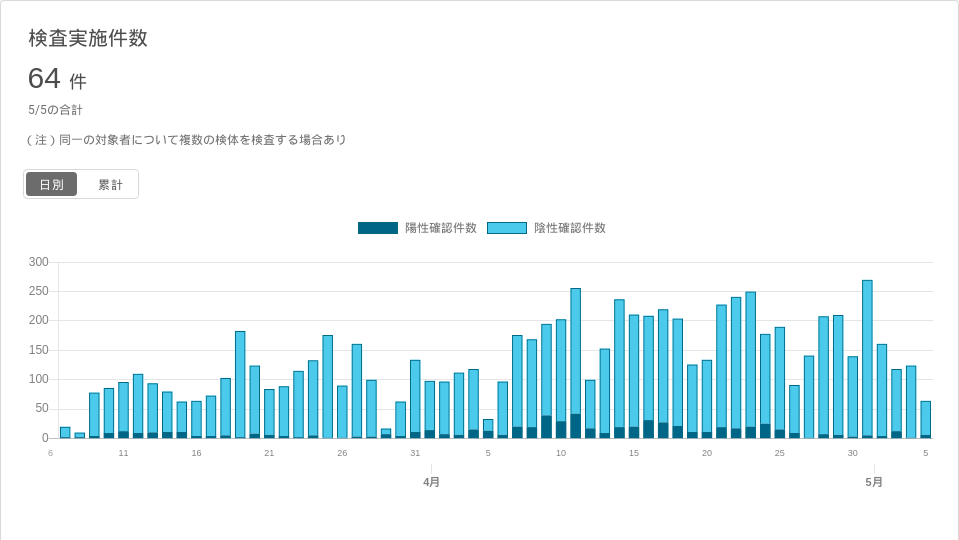 検査実施件数
64 件
5/5の合計
（注）同一の対象者について複数の検体を検査する場合あり
日別 累計
陽性確認件数 陰性確認件数
300
250
200
150
100
50
0
6 11 16 21 26 31 5 10 15 20 25 30 5
4月 5月